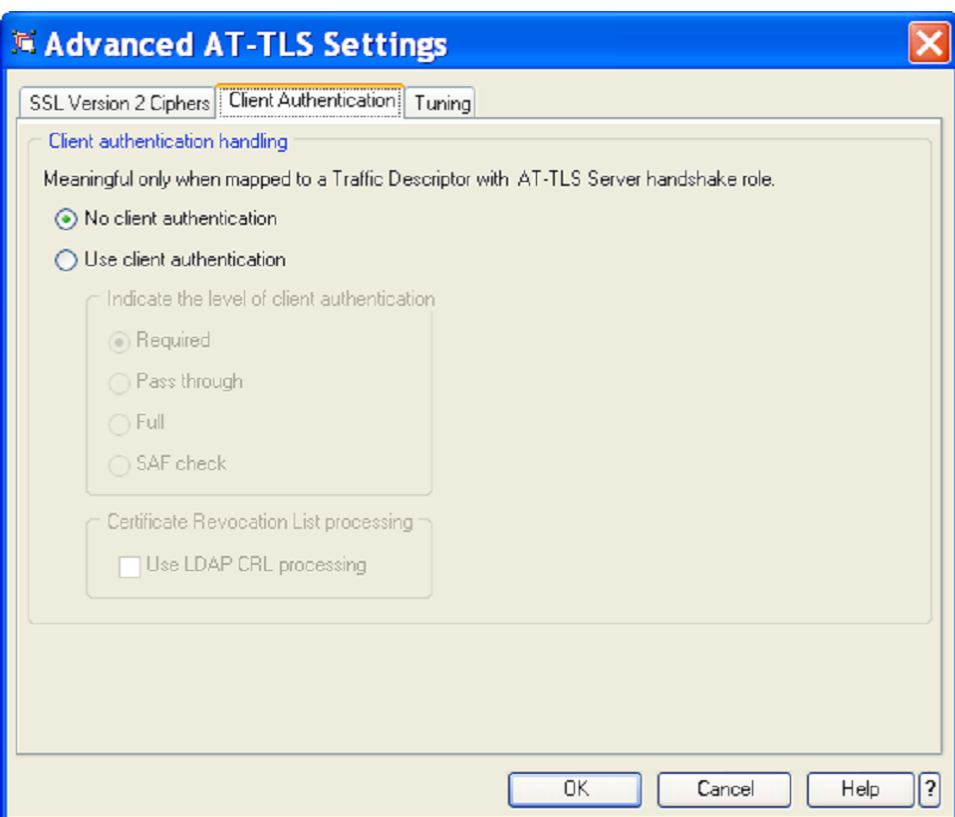 Advanced AT-TLS Settings
SSL Version 2 Ciphers Client Authentication Tuning
Client authentication handling
Meaningful only when mapped to a Traffic Descriptor with AT-TLS Server handshake role.
No client authentication
Use client authentication
Indicate the level of client authentication
Required
Pass through
Full
SAF check
Certificate Revocation List processing
Use LDAP CRL processing
OK Cancel Help ?